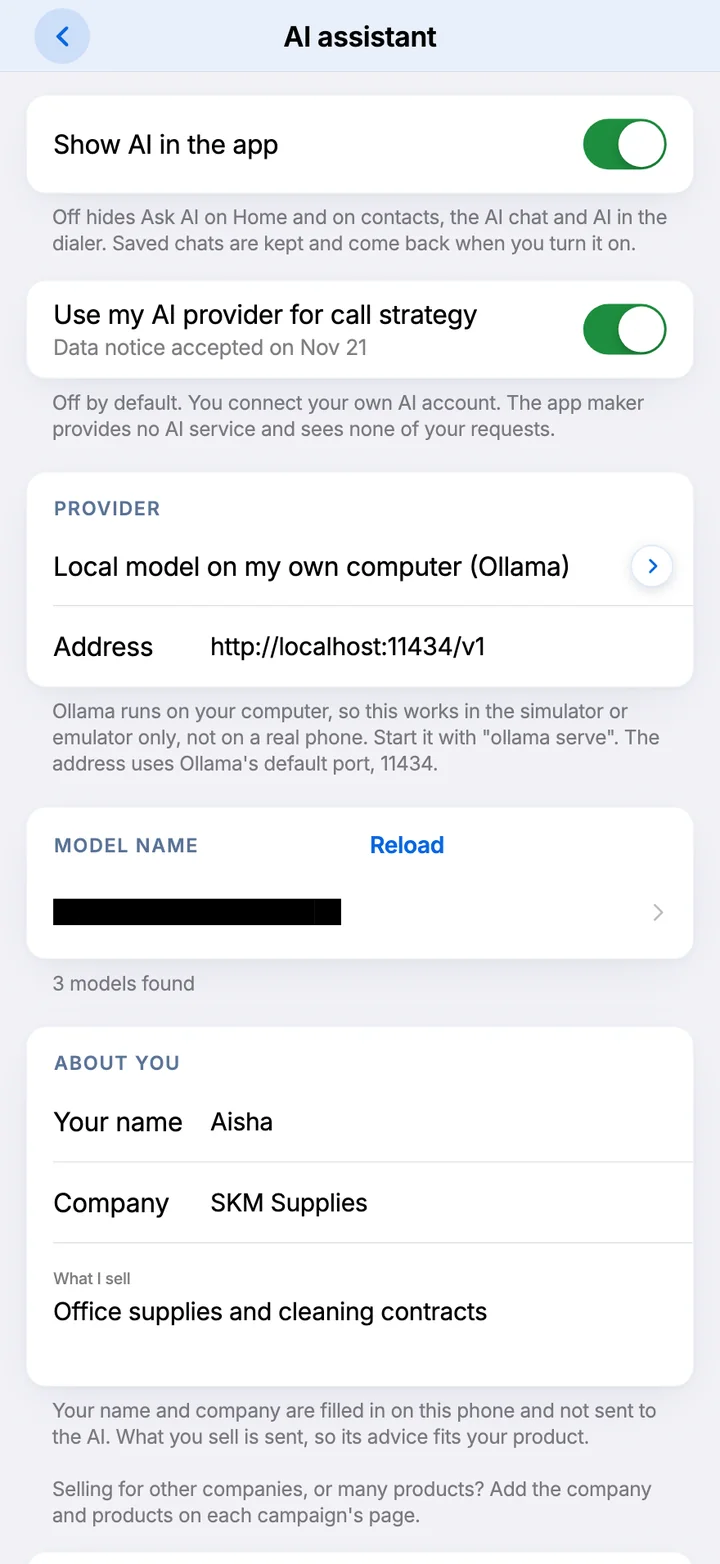 AI assistant
Show AI in the app
Off hides Ask AI on Home and on contacts, the AI chat and AI in the
dialer. Saved chats are kept and come back when you turn it on.
Use my AI provider for call strategy
Data notice accepted on Nov 21
Off by default. You connect your own AI account. The app maker
provides no AI service and sees none of your requests.
PROVIDER
Local model on my own computer (Ollama)
Address http://localhost:11434/v1
Ollama runs on your computer, so this works in the simulator or
emulator only, not on a real phone. Start it with "ollama serve". The
address uses Ollama's default port, 11434.
MODEL NAME Reload
3 models found
ABOUT YOU
Your name Aisha
Company SKM Supplies
What I sell
Office supplies and cleaning contracts
Your name and company are filled in on this phone and not sent to
the AI. What you sell is sent, so its advice fits your product.
Selling for other companies, or many products? Add the company
and products on each campaign's page.